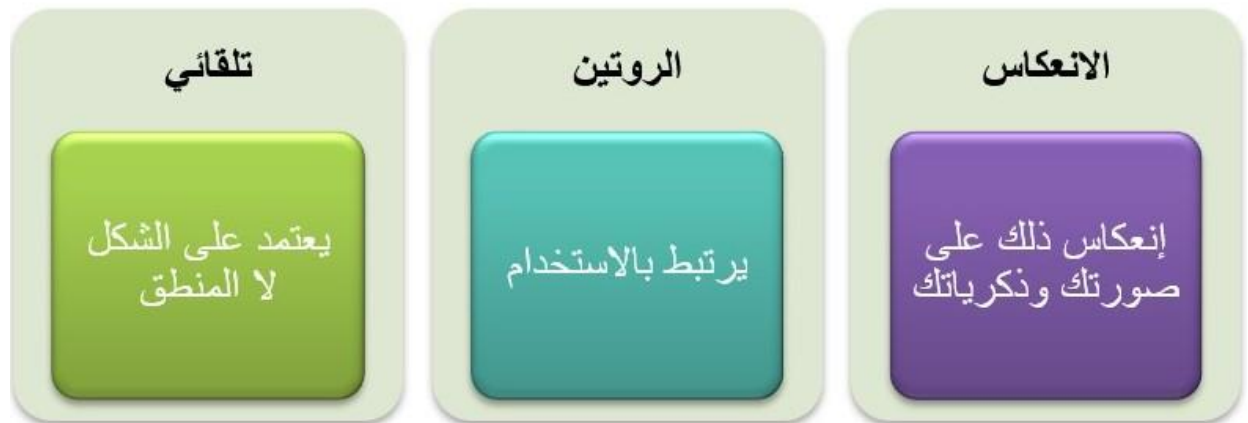 الانعكاس
إنعكاس ذلك على
صورتك وذكرياتك
الروتين
يرتبط بالاستخدام
تلقائي
يعتمد على الشكل
لا المنطق